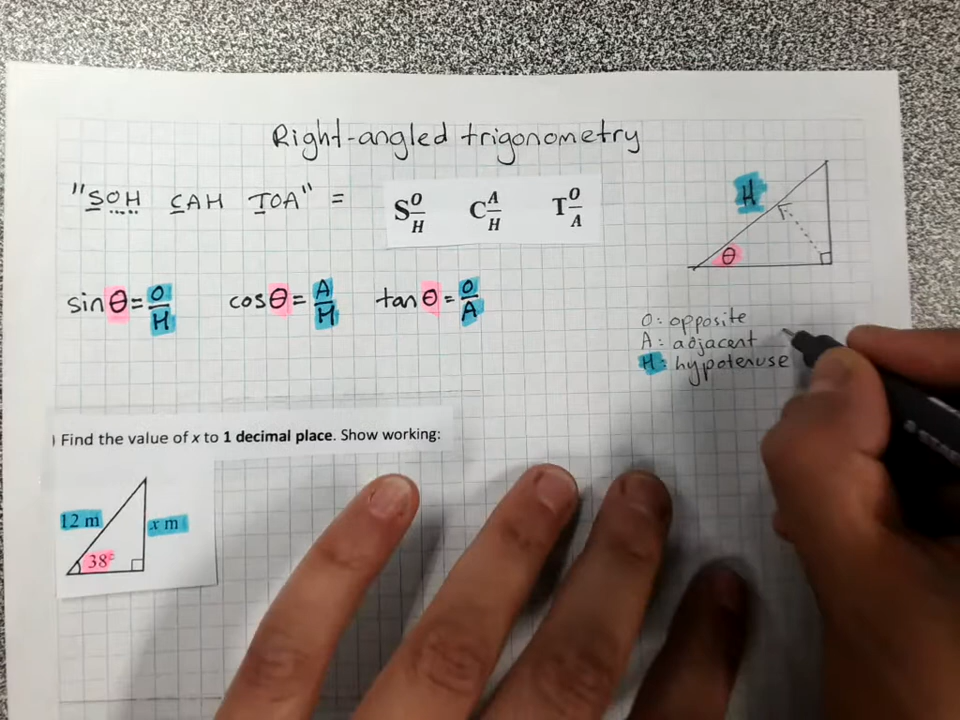 Right-angled trigonometry
"SOH CAH TOA" = S O/H C A/H T O/A
H
θ
sinθ = O/H cosθ = A/H tanθ = O/A
O: opposite
A: adjacent
H: hypotenuse
) Find the value of x to 1 decimal place. Show working:
12 m
x m
38°